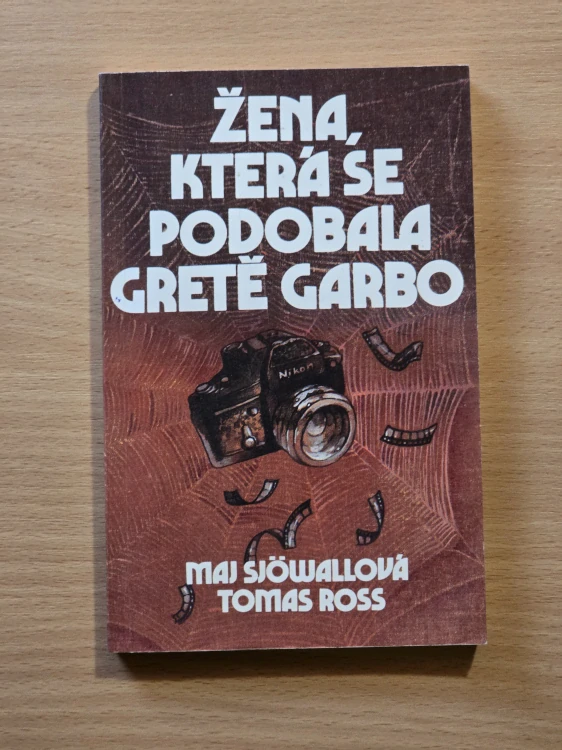 ŽENA,
KTERÁ SE
PODOBALA
GRETĚ GARBO
Nikon
MAJ SJÖWALLOVÁ
TOMAS ROSS